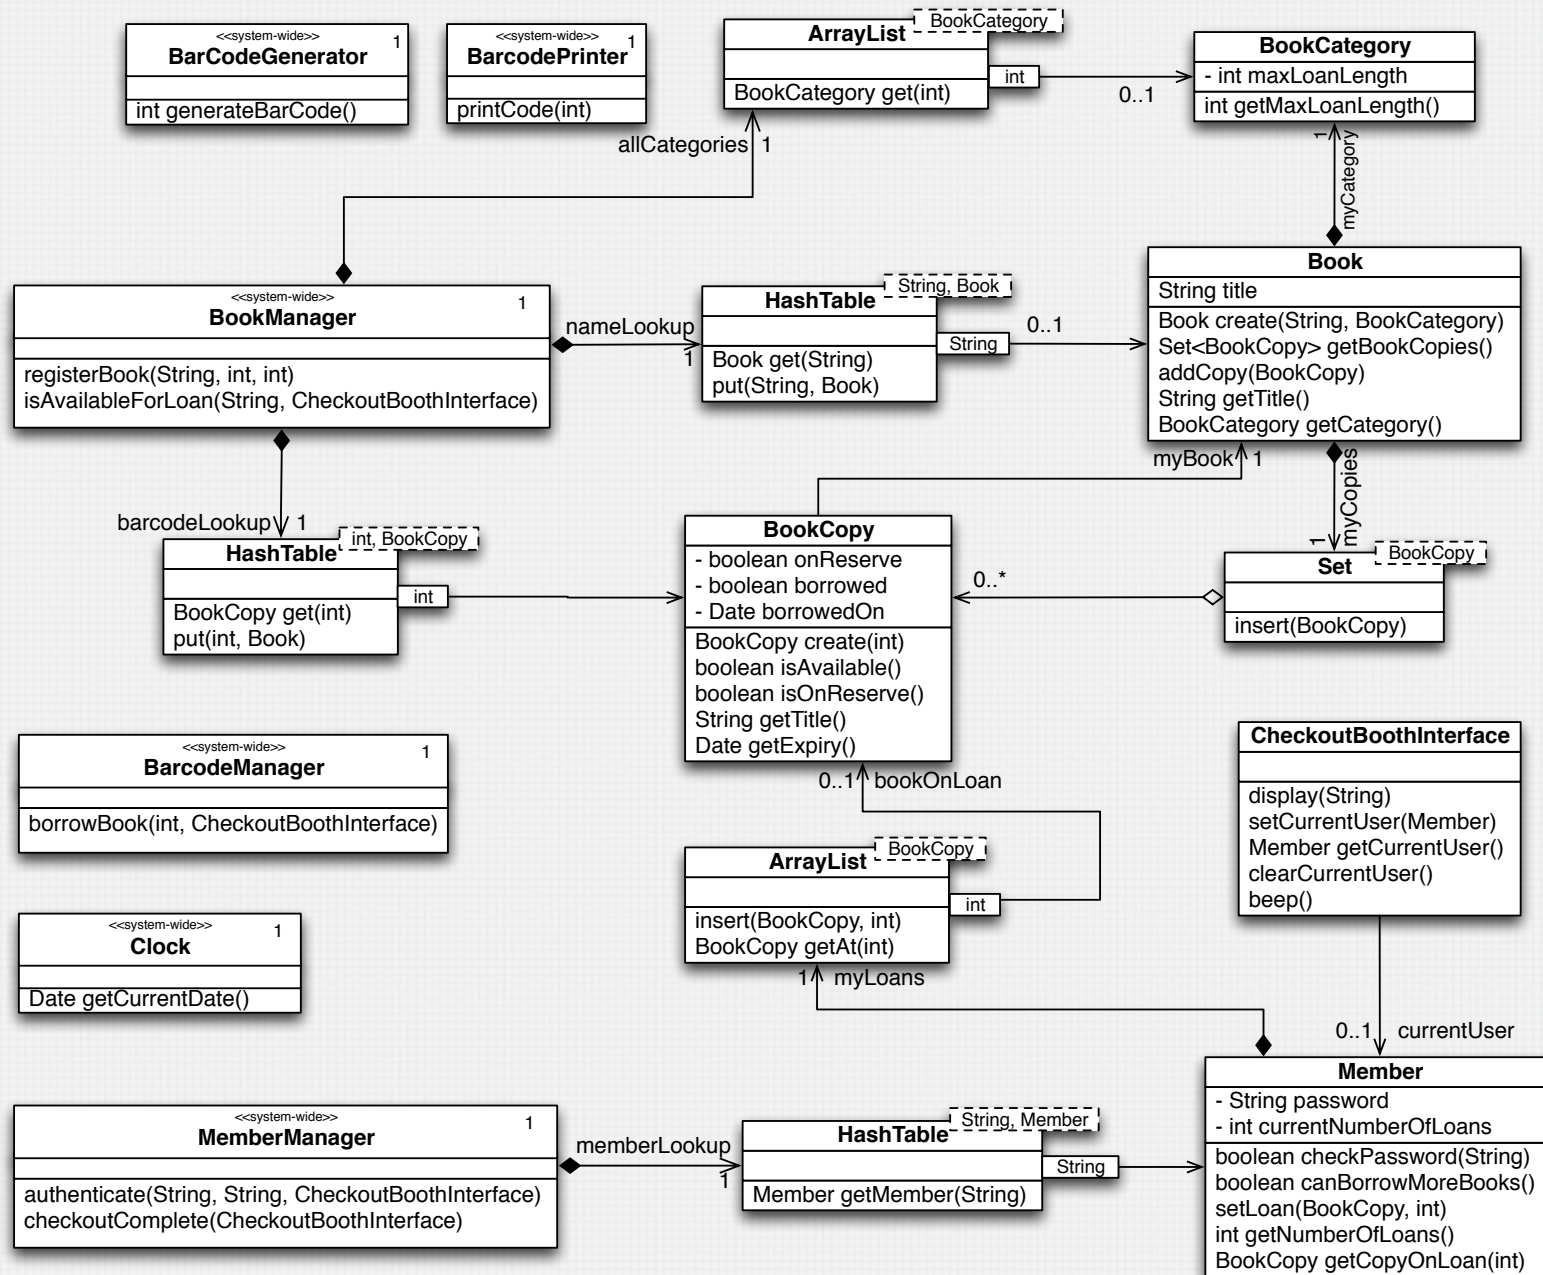 <<system-wide>>
1
BarCodeGenerator
int generateBarCode()
<<system-wide>>
1
BarcodePrinter
printCode(int)
BookCategory
ArrayList
BookCategory get(int)
int
0..1
BookCategory
- int maxLoanLength
int getMaxLoanLength()
allCategories
1
1
myCategory
<<system-wide>>
1
BookManager
registerBook(String, int, int)
isAvailableForLoan(String, CheckoutBoothInterface)
nameLookup
1
String, Book
HashTable
Book get(String)
put(String, Book)
String
0..1
Book
String title
Book create(String, BookCategory)
Set<BookCopy> getBookCopies()
addCopy(BookCopy)
String getTitle()
BookCategory getCategory()
myBook
1
myCopies
1
barcodeLookup
1
int, BookCopy
HashTable
BookCopy get(int)
put(int, Book)
int
BookCopy
- boolean onReserve
- boolean borrowed
- Date borrowedOn
BookCopy create(int)
boolean isAvailable()
boolean isOnReserve()
String getTitle()
Date getExpiry()
0..*
BookCopy
Set
insert(BookCopy)
<<system-wide>>
1
BarcodeManager
borrowBook(int, CheckoutBoothInterface)
0..1
bookOnLoan
CheckoutBoothInterface
display(String)
setCurrentUser(Member)
Member getCurrentUser()
clearCurrentUser()
beep()
BookCopy
ArrayList
insert(BookCopy, int)
BookCopy getAt(int)
int
<<system-wide>>
1
Clock
Date getCurrentDate()
1
myLoans
0..1
currentUser
<<system-wide>>
1
MemberManager
authenticate(String, String, CheckoutBoothInterface)
checkoutComplete(CheckoutBoothInterface)
memberLookup
1
String, Member
HashTable
Member getMember(String)
String
Member
- String password
- int currentNumberOfLoans
boolean checkPassword(String)
boolean canBorrowMoreBooks()
setLoan(BookCopy, int)
int getNumberOfLoans()
BookCopy getCopyOnLoan(int)